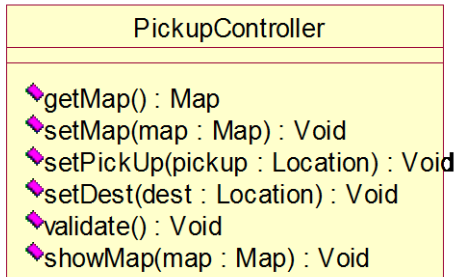 PickupController
getMap() : Map
setMap(map : Map) : Void
setPickUp(pickup : Location) : Void
setDest(dest : Location) : Void
validate() : Void
showMap(map : Map) : Void